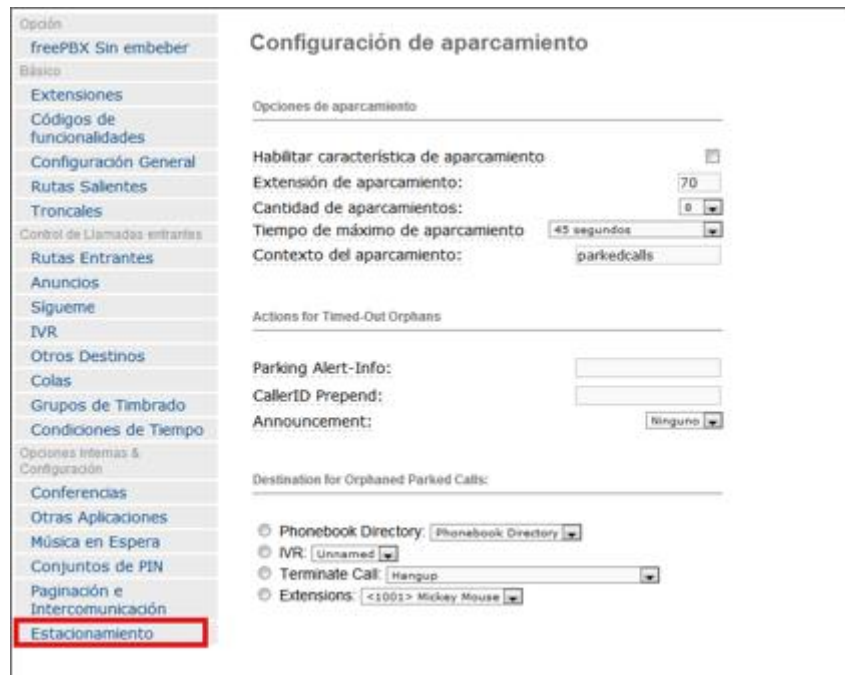 Opción
freePBX Sin embeber
Básico
Extensiones
Códigos de
funcionalidades
Configuración General
Rutas Salientes
Troncales
Control de Llamadas entrantes
Rutas Entrantes
Anuncios
Sígueme
IVR
Otros Destinos
Colas
Grupos de Timbrado
Condiciones de Tiempo
Opciones internas &
Configuración
Conferencias
Otras Aplicaciones
Música en Espera
Conjuntos de PIN
Paginación e
Intercomunicación
Estacionamiento
Configuración de aparcamiento
Opciones de aparcamiento
Habilitar característica de aparcamiento
Extensión de aparcamiento: 70
Cantidad de aparcamientos: 8
Tiempo de máximo de aparcamiento 45 segundos
Contexto del aparcamiento: parkedcalls
Actions for Timed-Out Orphans
Parking Alert-Info:
CallerID Prepend:
Announcement: Ninguno
Destination for Orphaned Parked Calls:
Phonebook Directory: Phonebook Directory
IVR: Unnamed
Terminate Call: Hangup
Extensions: <1001> Mickey Mouse